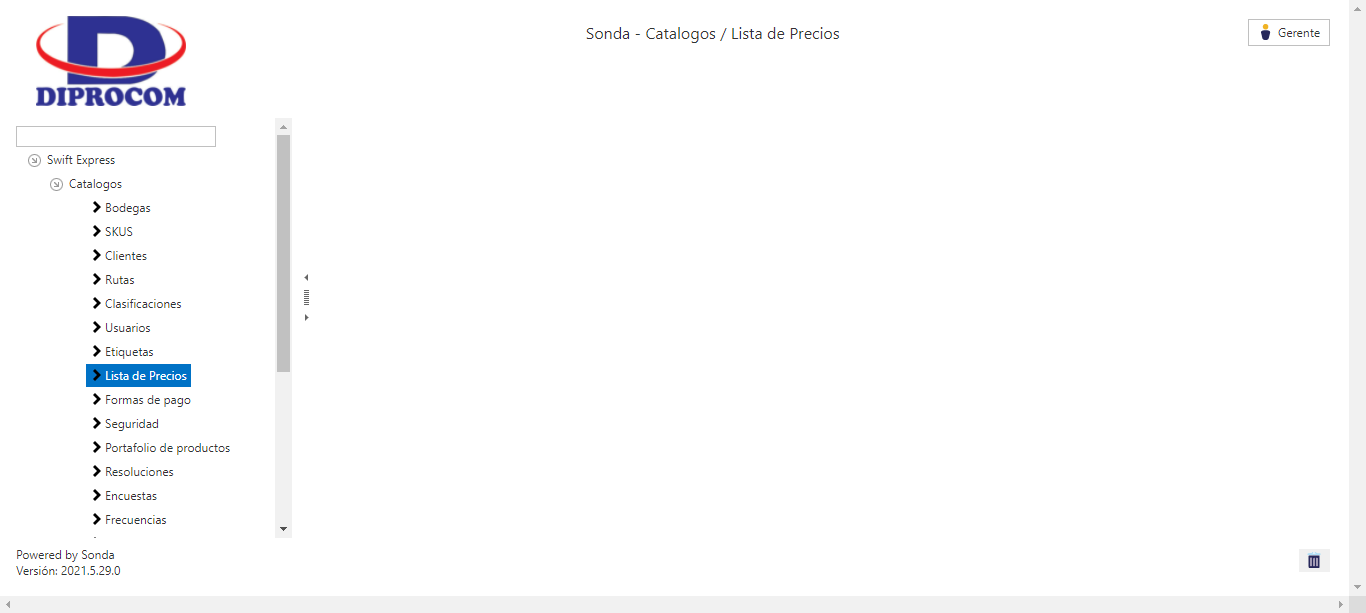 DIPROCOM
Sonda - Catalogos / Lista de Precios
Gerente
Swift Express
Catalogos
Bodegas
SKUS
Clientes
Rutas
Clasificaciones
Usuarios
Etiquetas
Lista de Precios
Formas de pago
Seguridad
Portafolio de productos
Resoluciones
Encuestas
Frecuencias
Powered by Sonda
Versión: 2021.5.29.0